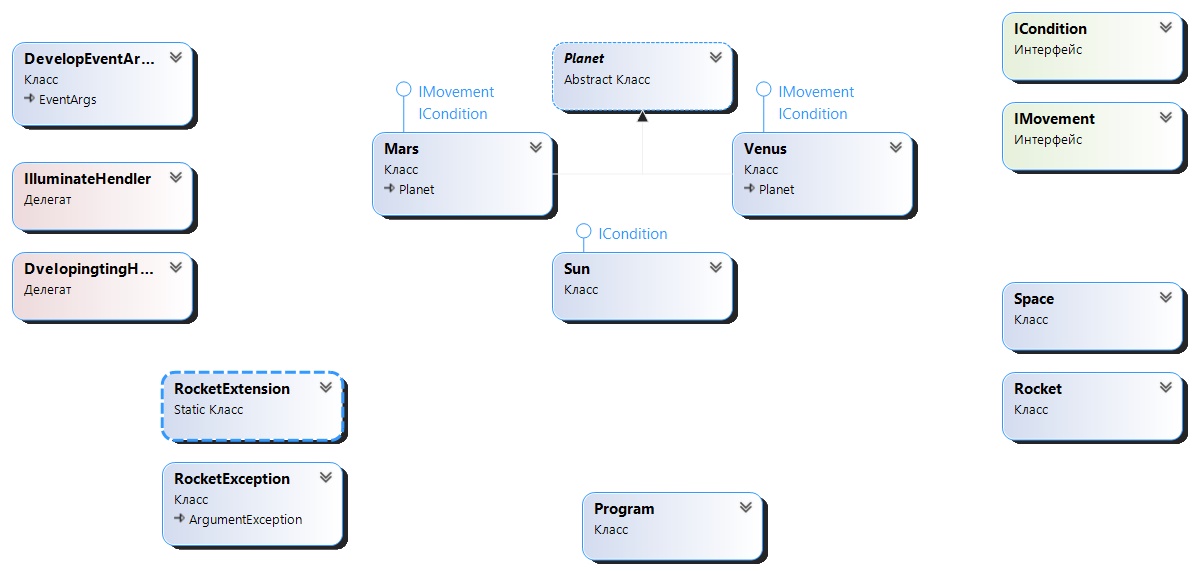 DevelopEventAr...
Класс
EventArgs
IlluminateHendler
Делегат
Dvelopingting​H...
Делегат
RocketExtension
Static Класс
RocketException
Класс
ArgumentException
Planet
Abstract Класс
IMovement
ICondition
Mars
Класс
Planet
IMovement
ICondition
Venus
Класс
Planet
ICondition
Sun
Класс
Program
Класс
ICondition
Интерфейс
IMovement
Интерфейс
Space
Класс
Rocket
Класс